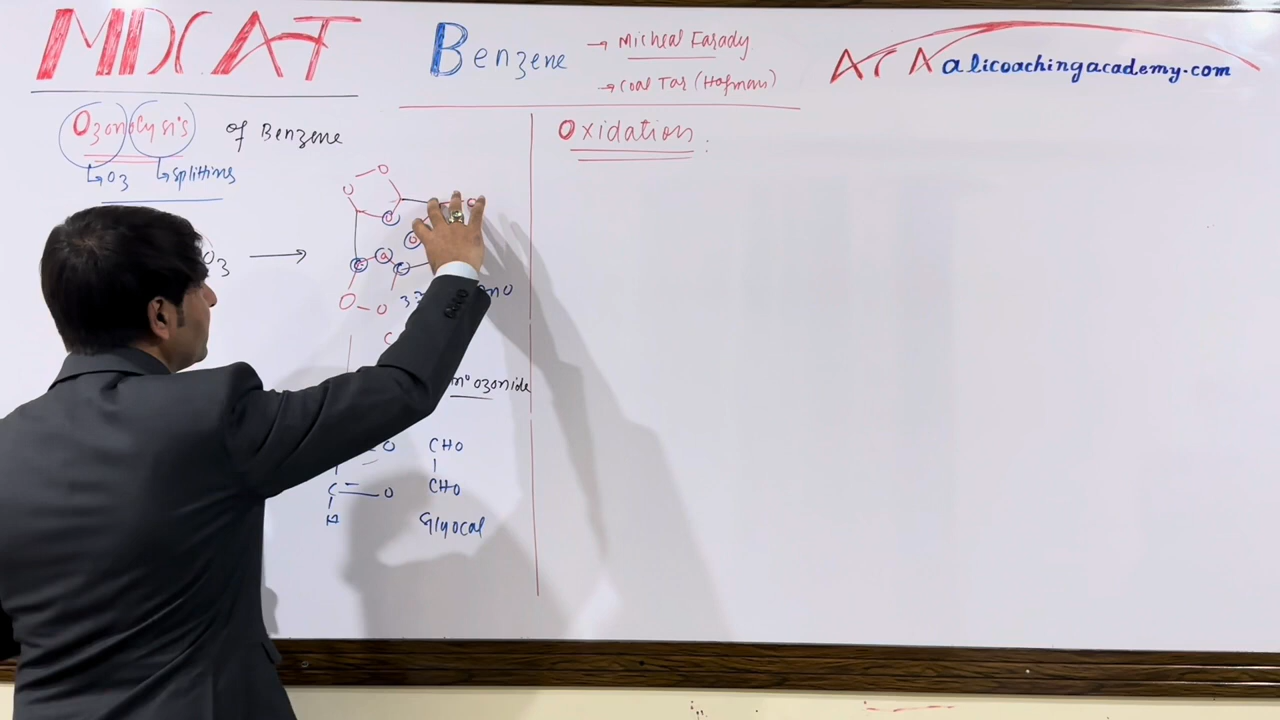 MDCAT
Benzene
→ Micheal Farady
→ Coal Tar (Hofman)
ACA alicoachingacademy.com
Ozonolysis of Benzene
O3
Splitting
Oxidation :
O3 →
O O
O O
O
O
O O
ozonide
O CHO
C O CHO
H
Glyocal